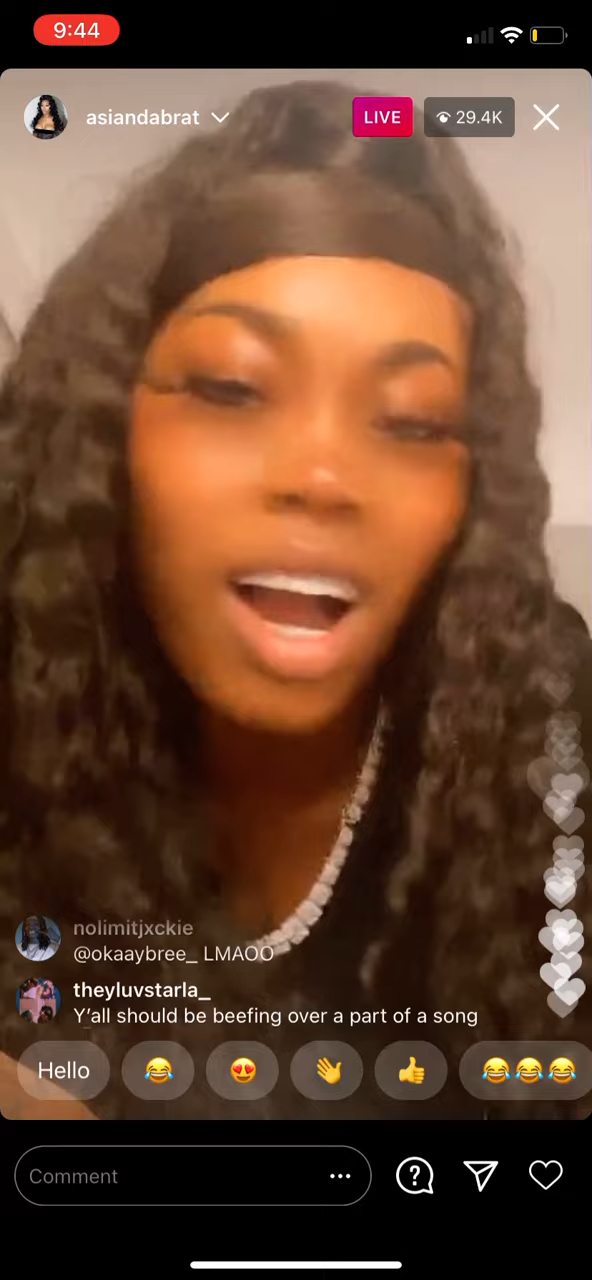 9:44
asiandabrat
LIVE
29.4K
nolimitjxckie
@okaaybree_ LMAOO
theyluvstarla_
Y'all should be beefing over a part of a song
Hello
Comment